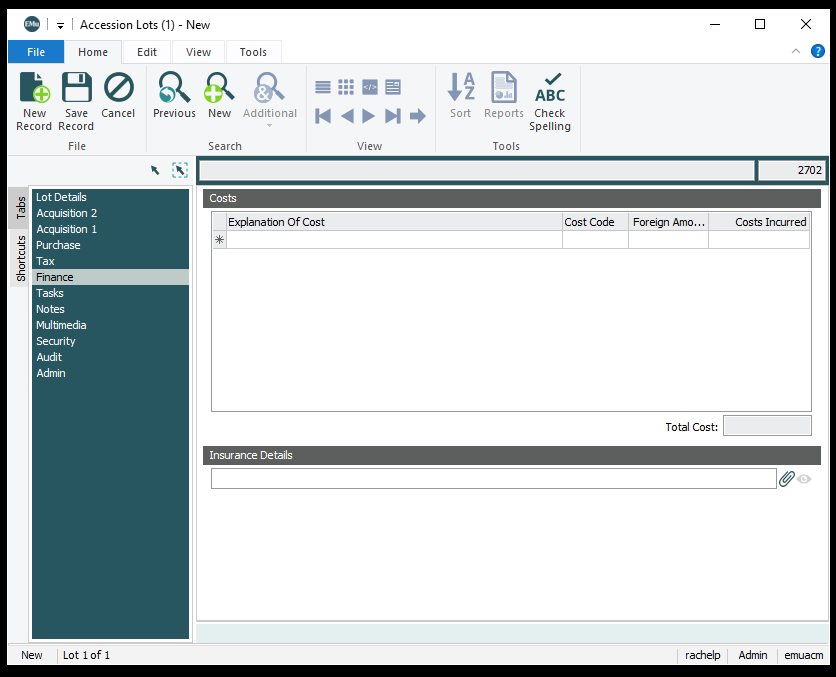 EMu Accession Lots (1) - New
File Home Edit View Tools ?
New Record
Save Record
Cancel
Previous
New
&
Additional
</>
A
Z
Sort
Reports
ABC
Check Spelling
File Search View Tools
2702
Tabs
Shortcuts
Lot Details
Acquisition 2
Acquisition 1
Purchase
Tax
Finance
Tasks
Notes
Multimedia
Security
Audit
Admin
Costs
Explanation Of Cost Cost Code Foreign Amo... Costs Incurred
Total Cost:
Insurance Details
New Lot 1 of 1 rachelp Admin emuacm